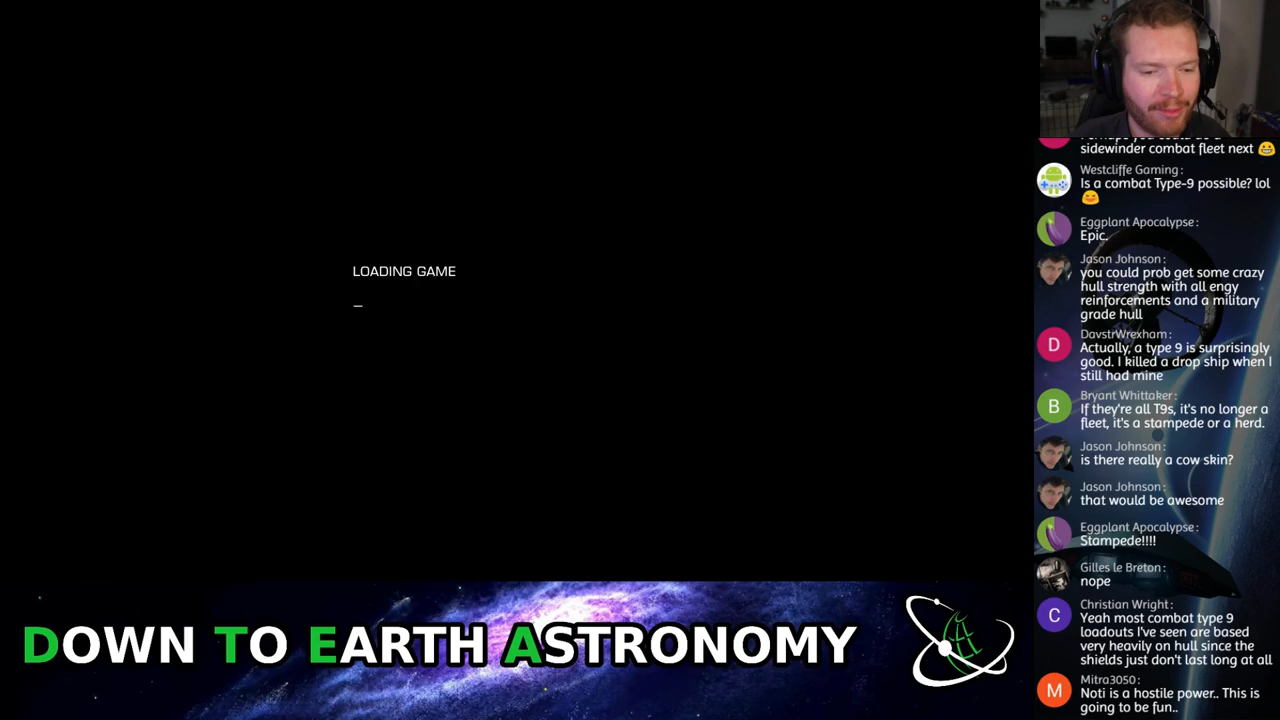 LOADING GAME
_
DOWN TO EARTH ASTRONOMY
sidewinder combat fleet next 😀
Westcliffe Gaming:
Is a combat Type-9 possible? lol
😄
Eggplant Apocalypse:
Epic.
Jason Johnson:
you could prob get some crazy
hull strength with all engy
reinforcements and a military
grade hull
D
DavstrWrexham:
Actually, a type 9 is surprisingly
good. I killed a drop ship when I
still had mine
B
Bryant Whittaker:
If they're all T9s, it's no longer a
fleet, it's a stampede or a herd.
Jason Johnson:
is there really a cow skin?
Jason Johnson:
that would be awesome
Eggplant Apocalypse:
Stampede!!!!
Gilles le Breton:
nope
C
Christian Wright:
Yeah most combat type 9
loadouts I've seen are based
very heavily on hull since the
shields just don't last long at all
M
Mitra3050:
Noti is a hostile power.. This is
going to be fun..